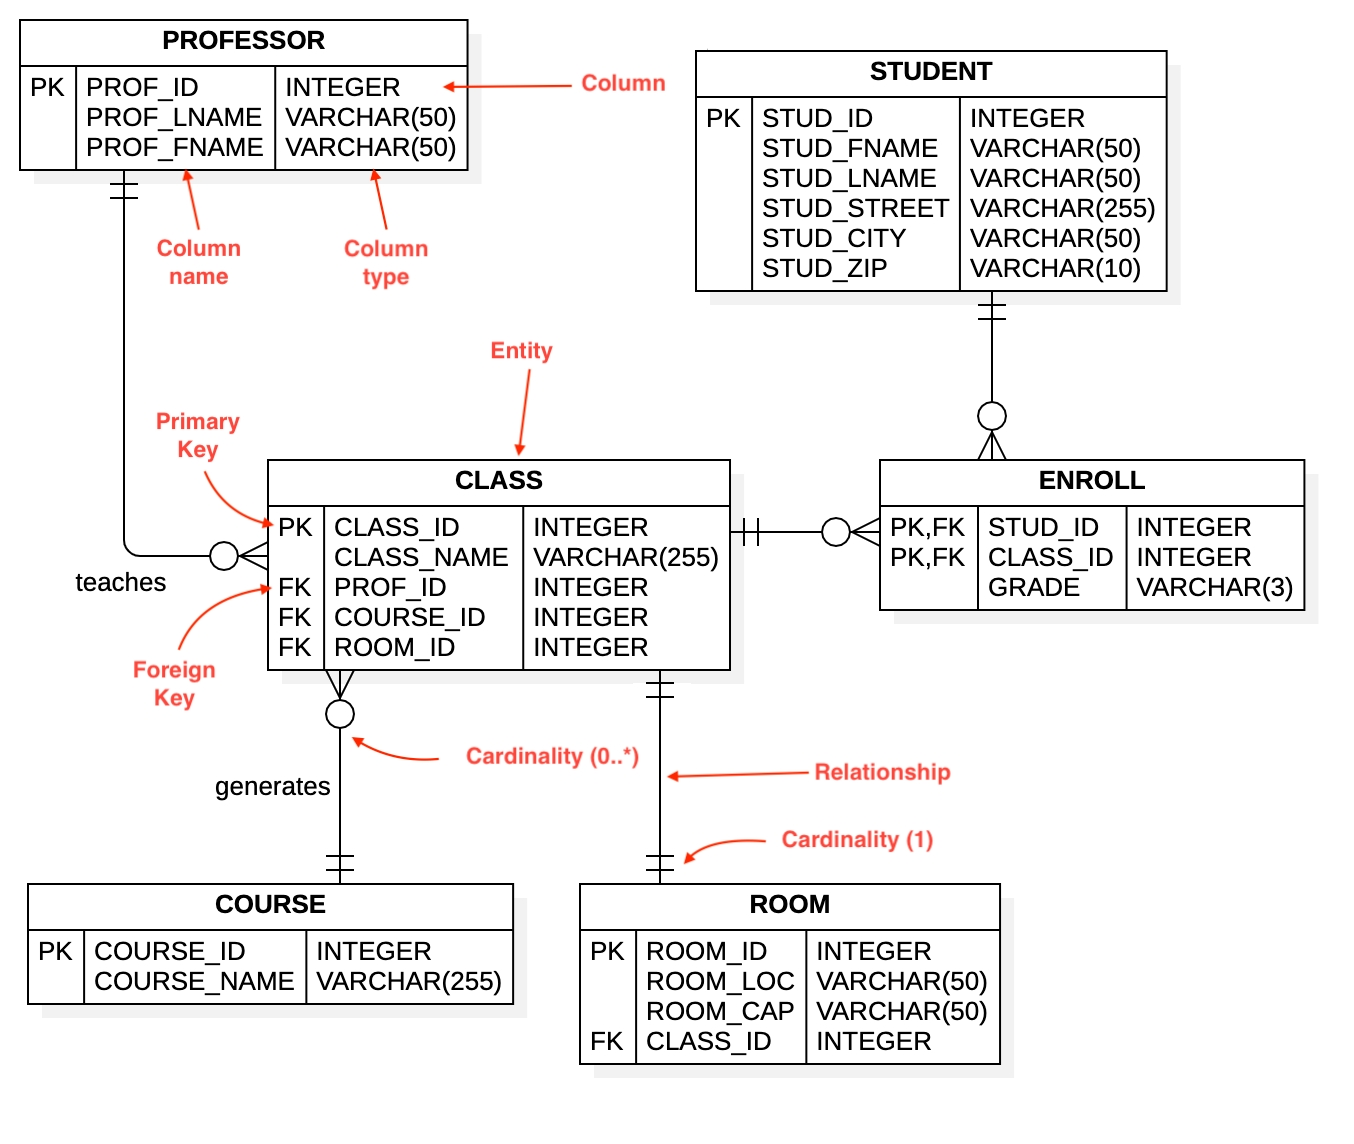 PROFESSOR
PK PROF_ID INTEGER
PROF_LNAME VARCHAR(50)
PROF_FNAME VARCHAR(50)
Column
Column
name
Column
type
STUDENT
PK STUD_ID INTEGER
STUD_FNAME VARCHAR(50)
STUD_LNAME VARCHAR(50)
STUD_STREET VARCHAR(255)
STUD_CITY VARCHAR(50)
STUD_ZIP VARCHAR(10)
Entity
Primary
Key
CLASS
PK CLASS_ID INTEGER
CLASS_NAME VARCHAR(255)
FK PROF_ID INTEGER
FK COURSE_ID INTEGER
FK ROOM_ID INTEGER
teaches
Foreign
Key
ENROLL
PK,FK STUD_ID INTEGER
PK,FK CLASS_ID INTEGER
GRADE VARCHAR(3)
Cardinality (0..*)
generates
Relationship
Cardinality (1)
COURSE
PK COURSE_ID INTEGER
COURSE_NAME VARCHAR(255)
ROOM
PK ROOM_ID INTEGER
ROOM_LOC VARCHAR(50)
ROOM_CAP VARCHAR(50)
FK CLASS_ID INTEGER